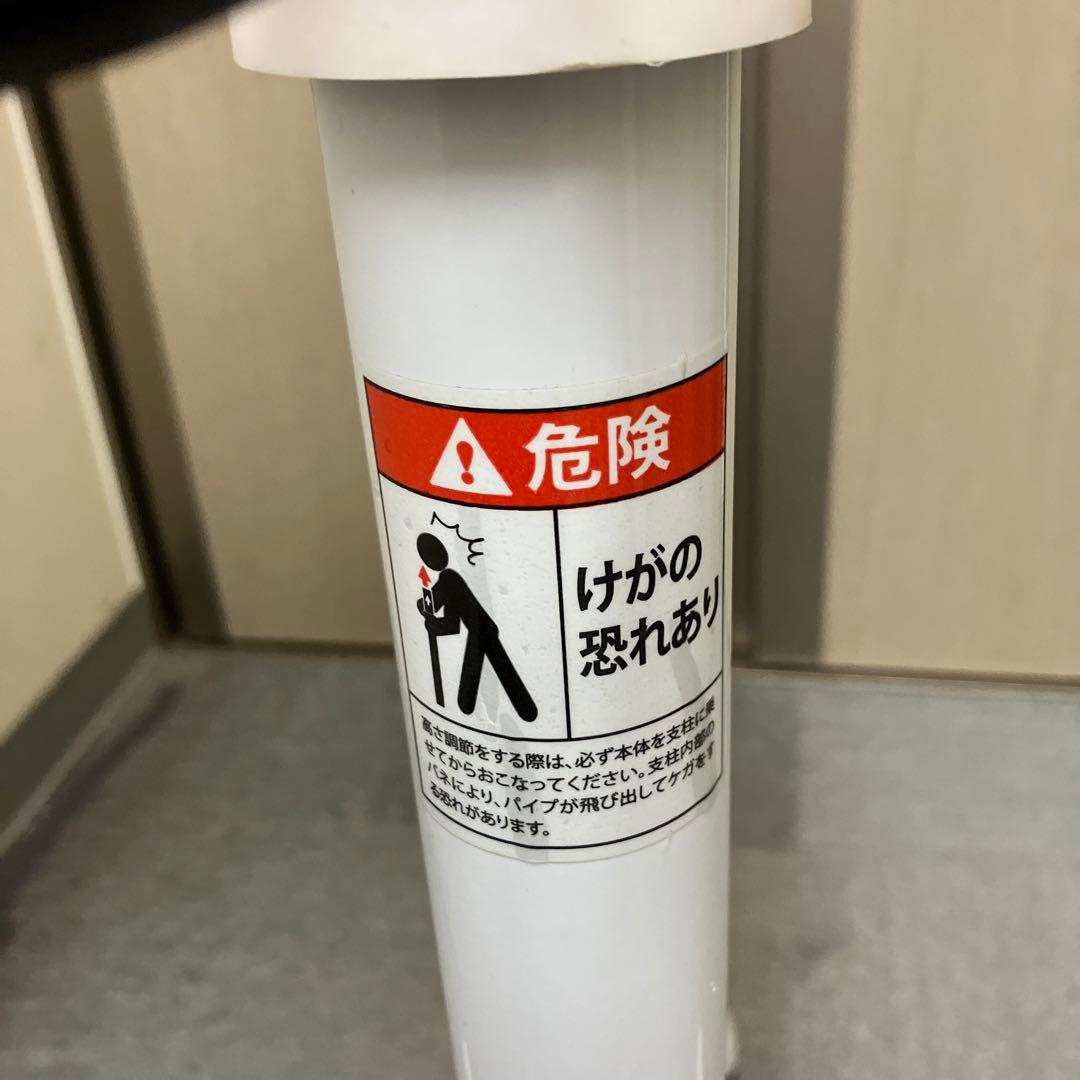 危険
けがの
恐れあり
高さ調節をする際は、必ず本体を支柱に乗
せてからおこなってください。支柱内部の
バネにより、パイプが飛び出してケガをす
る恐れがあります。